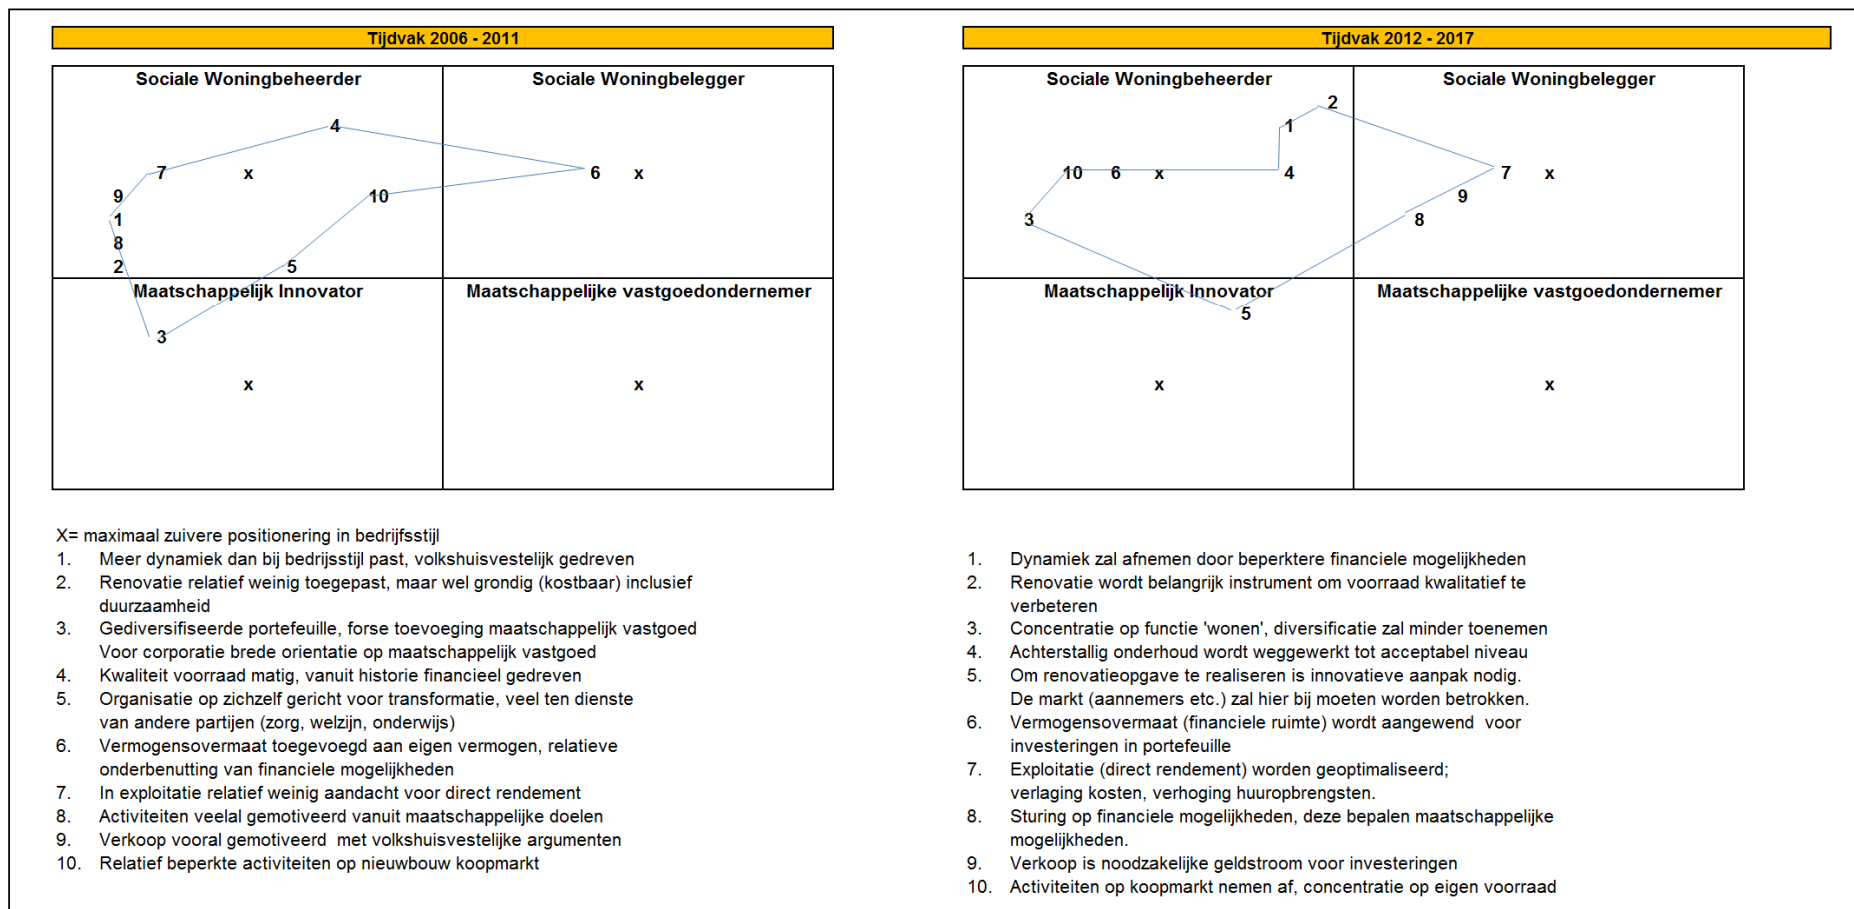 Tijdvak 2006 - 2011
Sociale Woningbeheerder
Sociale Woningbelegger
4
7
x
6
x
9
10
1
8
2
5
Maatschappelijk Innovator
Maatschappelijke vastgoedondernemer
3
x
x
X= maximaal zuivere positionering in bedrijfsstijl
1. Meer dynamiek dan bij bedrijsstijl past, volkshuisvestelijk gedreven
2. Renovatie relatief weinig toegepast, maar wel grondig (kostbaar) inclusief
duurzaamheid
3. Gediversifiseerde portefeuille, forse toevoeging maatschappelijk vastgoed
Voor corporatie brede orientatie op maatschappelijk vastgoed
4. Kwaliteit voorraad matig, vanuit historie financieel gedreven
5. Organisatie op zichzelf gericht voor transformatie, veel ten dienste
van andere partijen (zorg, welzijn, onderwijs)
6. Vermogensovermaat toegevoegd aan eigen vermogen, relatieve
onderbenutting van financiele mogelijkheden
7. In exploitatie relatief weinig aandacht voor direct rendement
8. Activiteiten veelal gemotiveerd vanuit maatschappelijke doelen
9. Verkoop vooral gemotiveerd met volkshuisvestelijke argumenten
10. Relatief beperkte activiteiten op nieuwbouw koopmarkt
Tijdvak 2012 - 2017
Sociale Woningbeheerder
Sociale Woningbelegger
2
1
10
6
x
4
7
x
9
3
8
Maatschappelijk Innovator
Maatschappelijke vastgoedondernemer
5
x
x
1. Dynamiek zal afnemen door beperktere financiele mogelijkheden
2. Renovatie wordt belangrijk instrument om voorraad kwalitatief te
verbeteren
3. Concentratie op functie 'wonen', diversificatie zal minder toenemen
4. Achterstallig onderhoud wordt weggewerkt tot acceptabel niveau
5. Om renovatieopgave te realiseren is innovatieve aanpak nodig.
De markt (aannemers etc.) zal hier bij moeten worden betrokken.
6. Vermogensovermaat (financiele ruimte) wordt aangewend voor
investeringen in portefeuille
7. Exploitatie (direct rendement) worden geoptimaliseerd;
verlaging kosten, verhoging huuropbrengsten.
8. Sturing op financiele mogelijkheden, deze bepalen maatschappelijke
mogelijkheden.
9. Verkoop is noodzakelijke geldstroom voor investeringen
10. Activiteiten op koopmarkt nemen af, concentratie op eigen voorraad